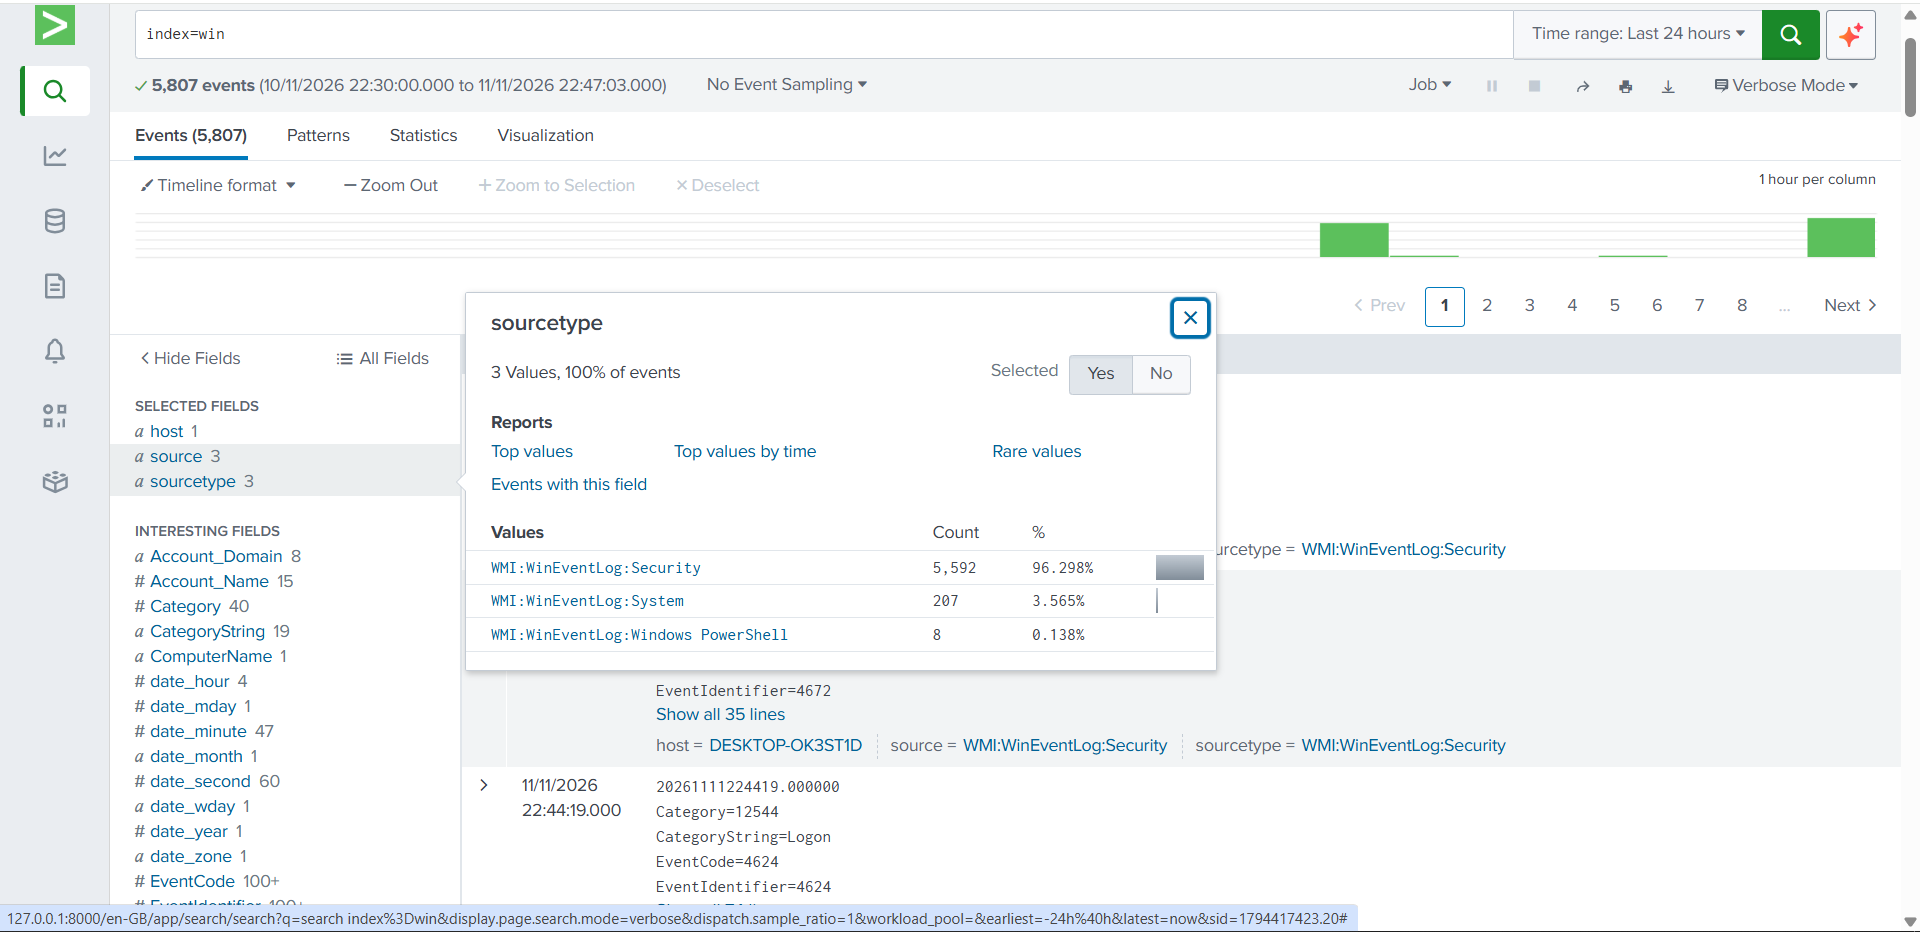 index=win
Time range: Last 24 hours
5,807 events (10/11/2026 22:30:00.000 to 11/11/2026 22:47:03.000)
No Event Sampling
Job
Verbose Mode
Events (5,807)
Patterns
Statistics
Visualization
Timeline format
Zoom Out
Zoom to Selection
Deselect
1 hour per column
Prev
1
2
3
4
5
6
7
8
...
Next
Hide Fields
All Fields
SELECTED FIELDS
a host 1
a source 3
a sourcetype 3
INTERESTING FIELDS
a Account_Domain 8
# Account_Name 15
# Category 40
a CategoryString 19
a ComputerName 1
# date_hour 4
# date_mday 1
# date_minute 47
a date_month 1
# date_second 60
a date_wday 1
# date_year 1
a date_zone 1
# EventCode 100+
# EventIdentifier 100+
sourcetype
3 Values, 100% of events
Selected
Yes
No
Reports
Top values
Top values by time
Rare values
Events with this field
Values Count %
WMI:WinEventLog:Security 5,592 96.298%
WMI:WinEventLog:System 207 3.565%
WMI:WinEventLog:Windows PowerShell 8 0.138%
urcetype = WMI:WinEventLog:Security
EventIdentifier=4672
Show all 35 lines
host = DESKTOP-OK3ST1D source = WMI:WinEventLog:Security sourcetype = WMI:WinEventLog:Security
11/11/2026
22:44:19.000
20261111224419.000000
Category=12544
CategoryString=Logon
EventCode=4624
EventIdentifier=4624
127.0.0.1:8000/en-GB/app/search/search?q=search index%3Dwin&display.page.search.mode=verbose&dispatch.sample_ratio=1&workload_pool=&earliest=-24h%40h&latest=now&sid=1794417423.20#